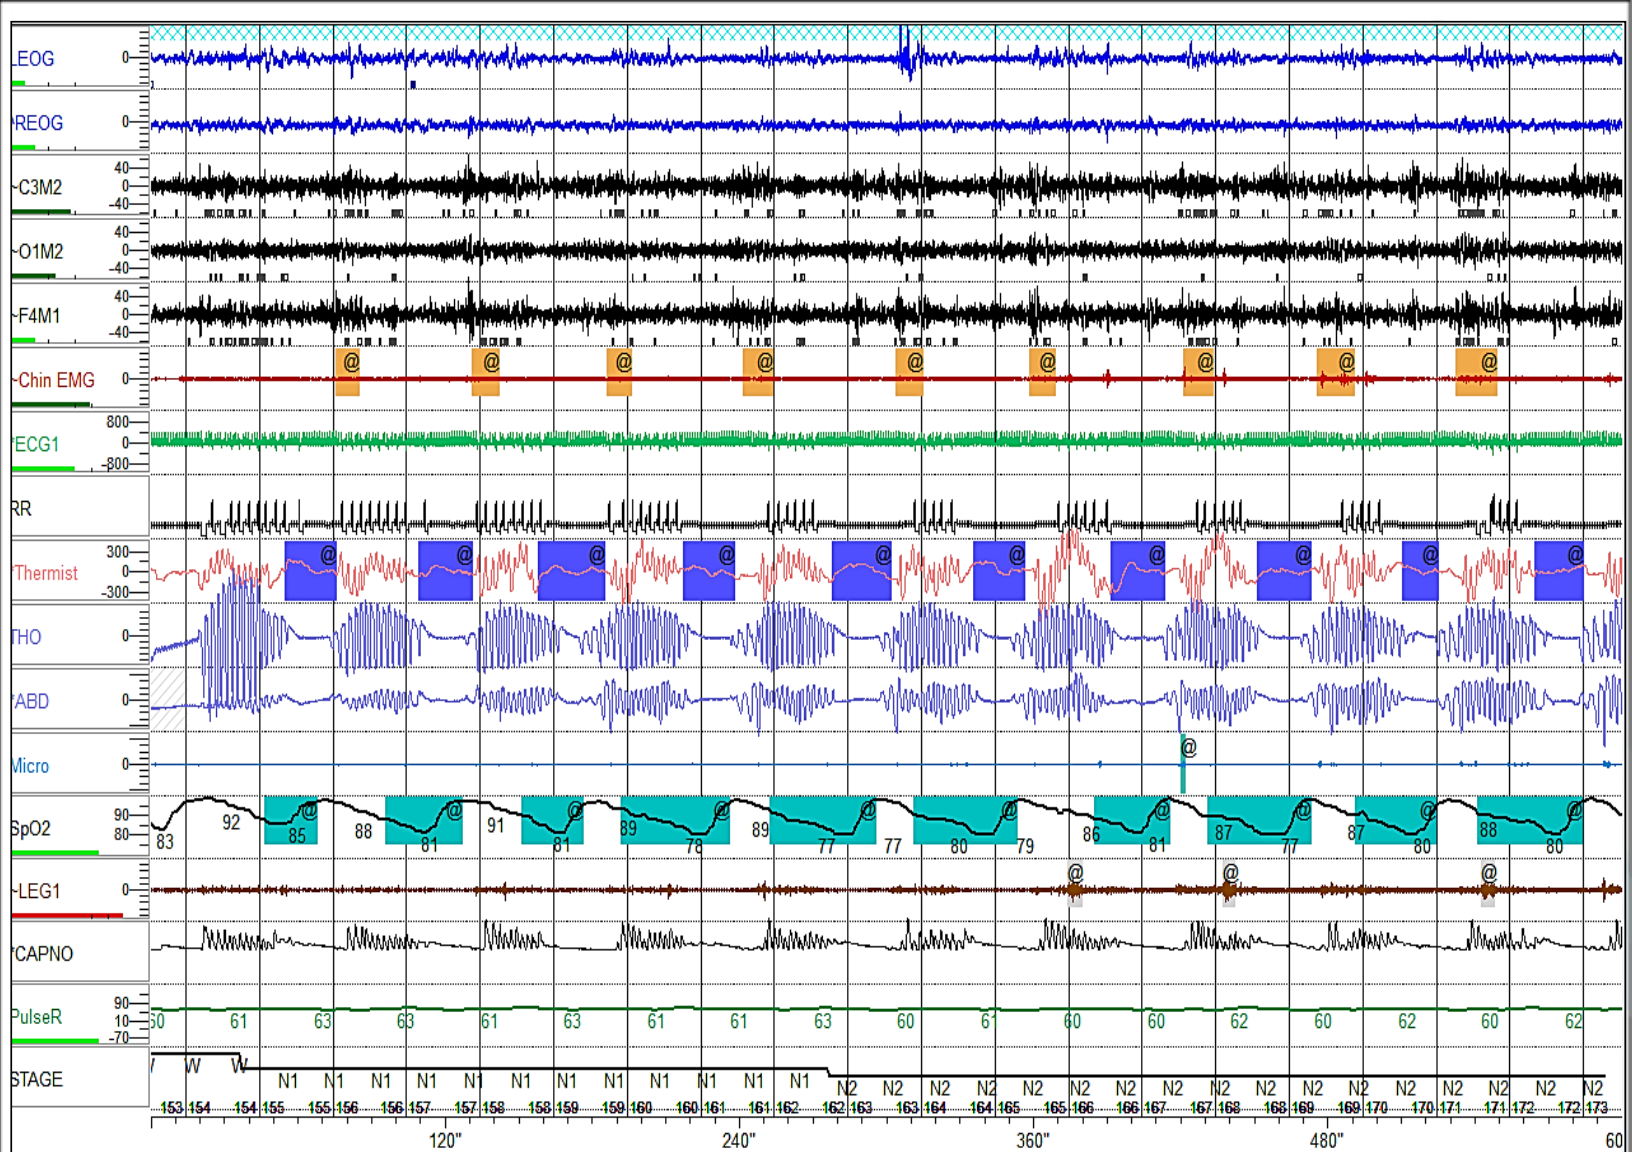 LEOG 0
REOG 0
~C3M2 40 0 -40
~O1M2 40 0 -40
~F4M1 40 0 -40
@ @ @ @ @ @ @ @ @
~Chin EMG 0
ECG1 800 0 -800
RR
@ @ @ @ @ @ @ @ @ @
Thermist 300 0 -300
THO 0
ABD 0
@
Micro 0
@ @ @ @ @ @ @ @ @
SpO2 90 80
83 92 85 88 81 91 81 89 78 89 77 77 80 79 86 81 87 77 87 80 88 80
@ @ @
~LEG1 0
CAPNO
PulseR 90 10 -70
60 61 63 63 61 63 61 61 63 60 61 60 60 62 60 62 60 62
STAGE
W W N1 N1 N1 N1 N1 N1 N1 N1 N1 N1 N1 N1 N2 N2 N2 N2 N2 N2 N2 N2 N2 N2 N2 N2 N2 N2 N2 N2 N2
153 154 154 155 155 156 156 157 157 158 158 159 159 160 160 161 161 162 162 163 163 164 164 165 165 166 166 167 167 168 168 169 169 170 170 171 171 172 172 173
120" 240" 360" 480" 60